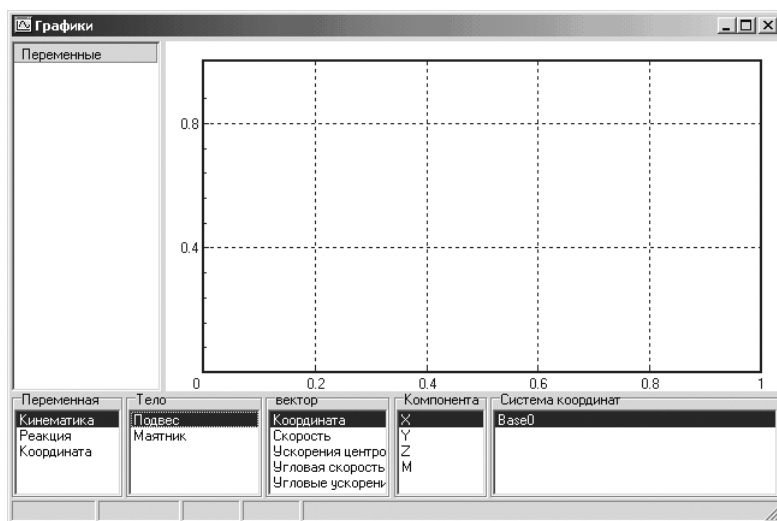 Графики
Переменные
0.8
0.4
0 0.2 0.4 0.6 0.8 1
Переменная Тело вектор Компонента Система координат
Кинематика Подвес Координата X Base0
Реакция Маятник Скорость Y
Координата Ускорения центро Z
Угловая скорость M
Угловые ускорени